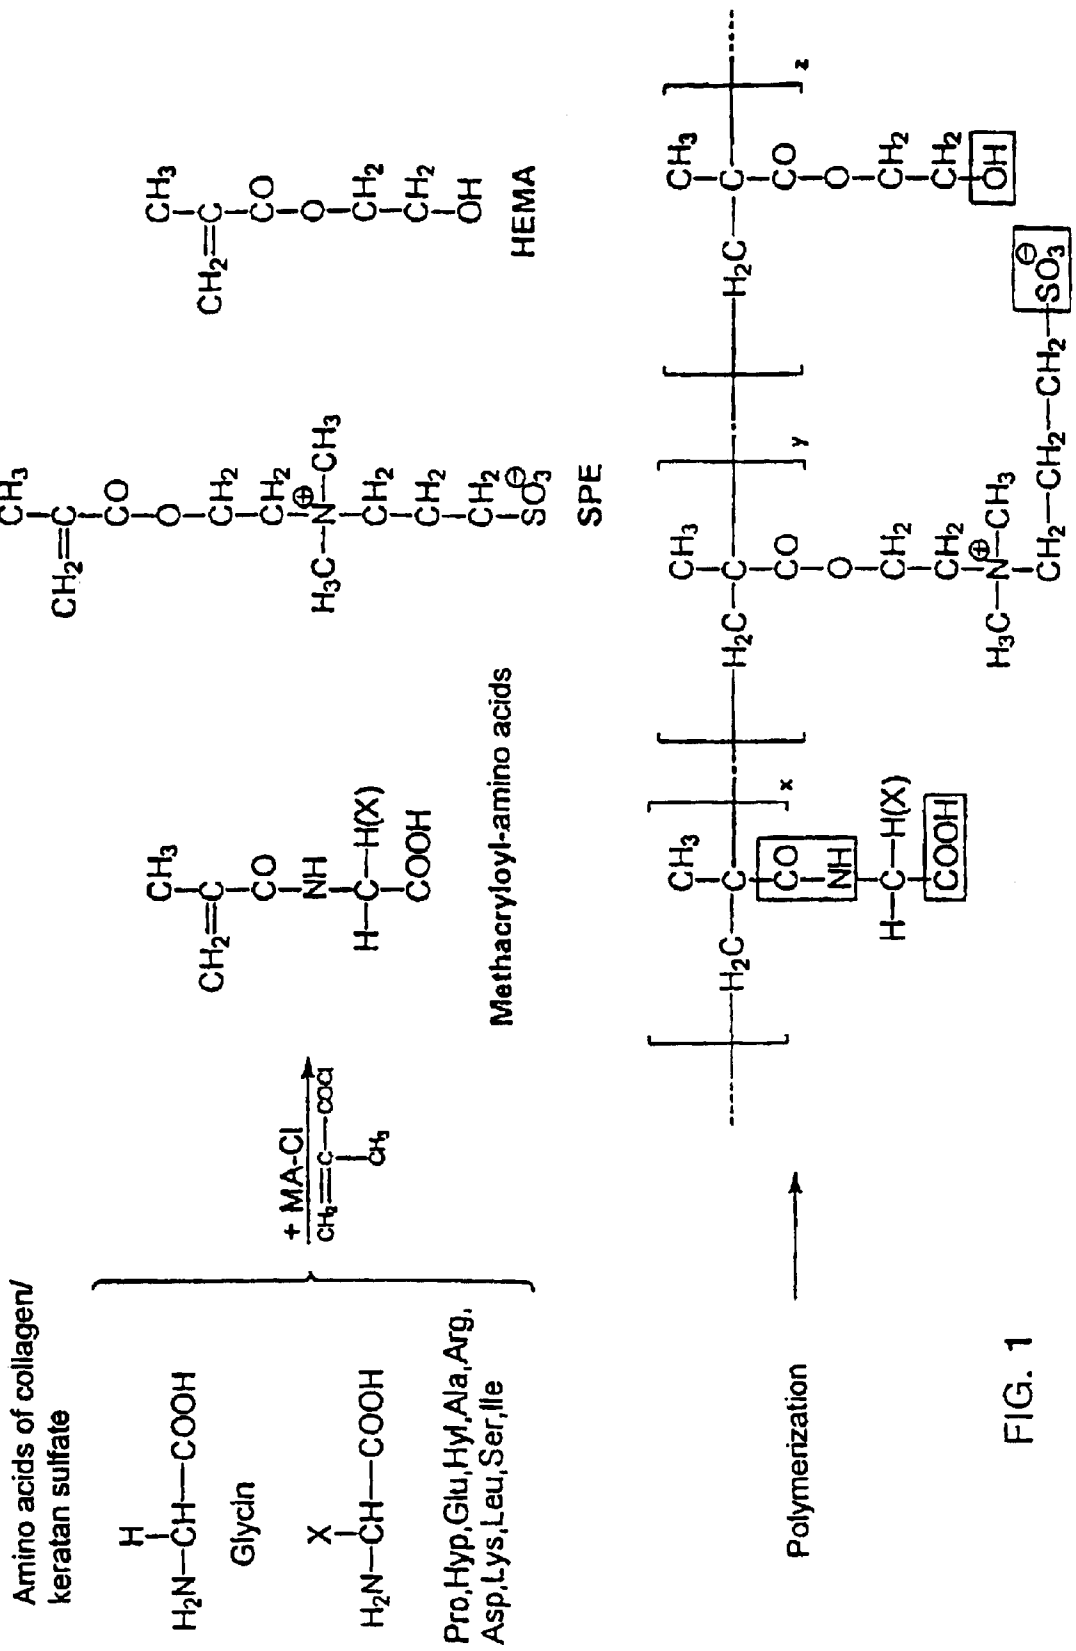 Amino acids of collagen/
keratan sulfate
H
H₂N—CH—COOH
Glycin
X
H₂N—CH—COOH
Pro,Hyp,Glu,Hyl,Ala,Arg,
Asp,Lys,Leu,Ser,Ile
+ MA-Cl
CH₂=C—COCl
CH₃
CH₃
CH₂=C
CO
NH
H—C—H(X)
COOH
Methacryloyl-amino acids
CH₃
CH₂=C
CO
O
CH₂
CH₂
⊕
H₃C—N—CH₃
CH₂
CH₂
CH₂
⊖
SO₃
SPE
CH₃
CH₂=C
CO
O
CH₂
CH₂
OH
HEMA
Polymerization
CH₃
H₂C—C
x
CO
NH
H—C—H(X)
COOH
CH₃
H₂C—C
y
CO
O
CH₂
CH₂
⊕
H₃C—N—CH₃
CH₂—CH₂—CH₂—SO₃
⊖
CH₃
H₂C—C
z
CO
O
CH₂
CH₂
OH
FIG. 1